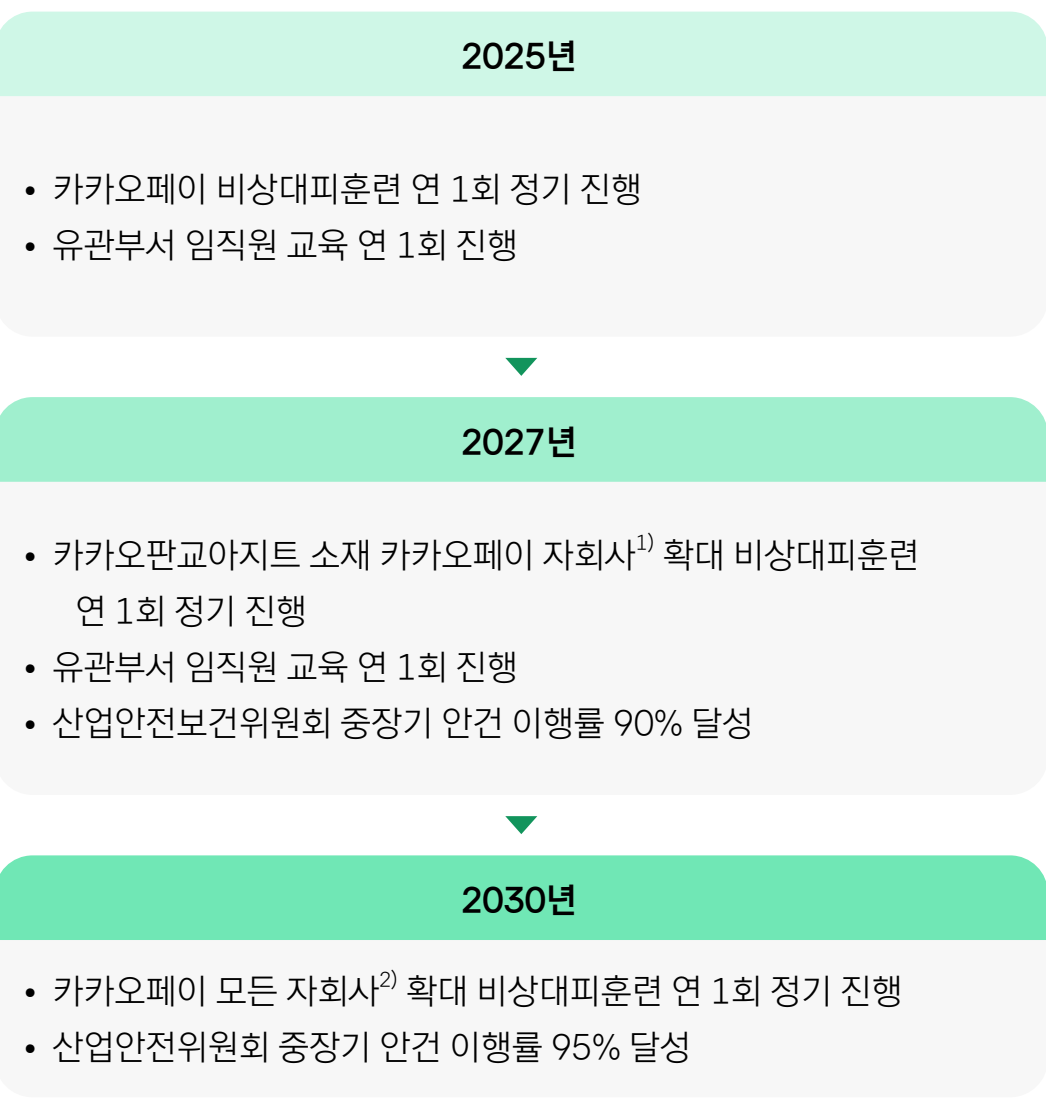 2025년
• 카카오페이 비상대피훈련 연 1회 정기 진행
• 유관부서 임직원 교육 연 1회 진행
2027년
• 카카오판교아지트 소재 카카오페이 자회사1) 확대 비상대피훈련
연 1회 정기 진행
• 유관부서 임직원 교육 연 1회 진행
• 산업안전보건위원회 중장기 안건 이행률 90% 달성
2030년
• 카카오페이 모든 자회사2) 확대 비상대피훈련 연 1회 정기 진행
• 산업안전위원회 중장기 안건 이행률 95% 달성